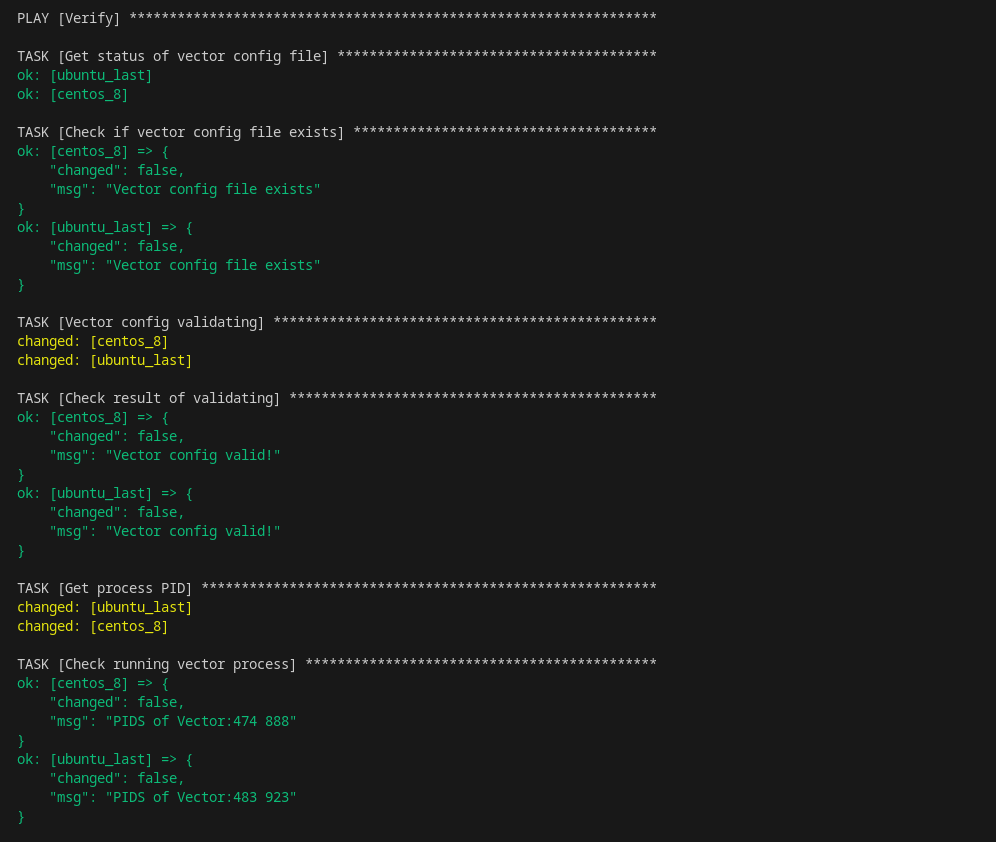 PLAY [Verify] ******************************************************************

TASK [Get status of vector config file] ****************************************
ok: [ubuntu_last]
ok: [centos_8]

TASK [Check if vector config file exists] **************************************
ok: [centos_8] => {
    "changed": false,
    "msg": "Vector config file exists"
}
ok: [ubuntu_last] => {
    "changed": false,
    "msg": "Vector config file exists"
}

TASK [Vector config validating] ************************************************
changed: [centos_8]
changed: [ubuntu_last]

TASK [Check result of validating] **********************************************
ok: [centos_8] => {
    "changed": false,
    "msg": "Vector config valid!"
}
ok: [ubuntu_last] => {
    "changed": false,
    "msg": "Vector config valid!"
}

TASK [Get process PID] *********************************************************
changed: [ubuntu_last]
changed: [centos_8]

TASK [Check running vector process] ********************************************
ok: [centos_8] => {
    "changed": false,
    "msg": "PIDS of Vector:474 888"
}
ok: [ubuntu_last] => {
    "changed": false,
    "msg": "PIDS of Vector:483 923"
}